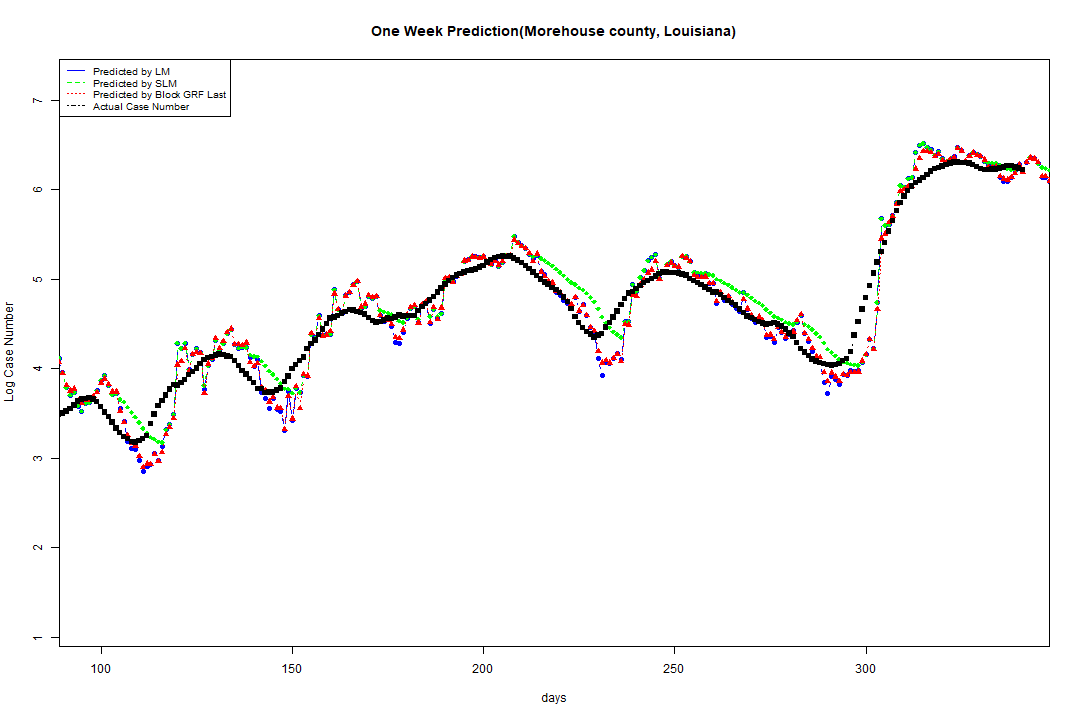 One Week Prediction(Morehouse county, Louisiana)
Predicted by LM
Predicted by SLM
Predicted by Block GRF Last
Actual Case Number
7
6
5
4
3
2
1
Log Case Number
100 150 200 250 300
days